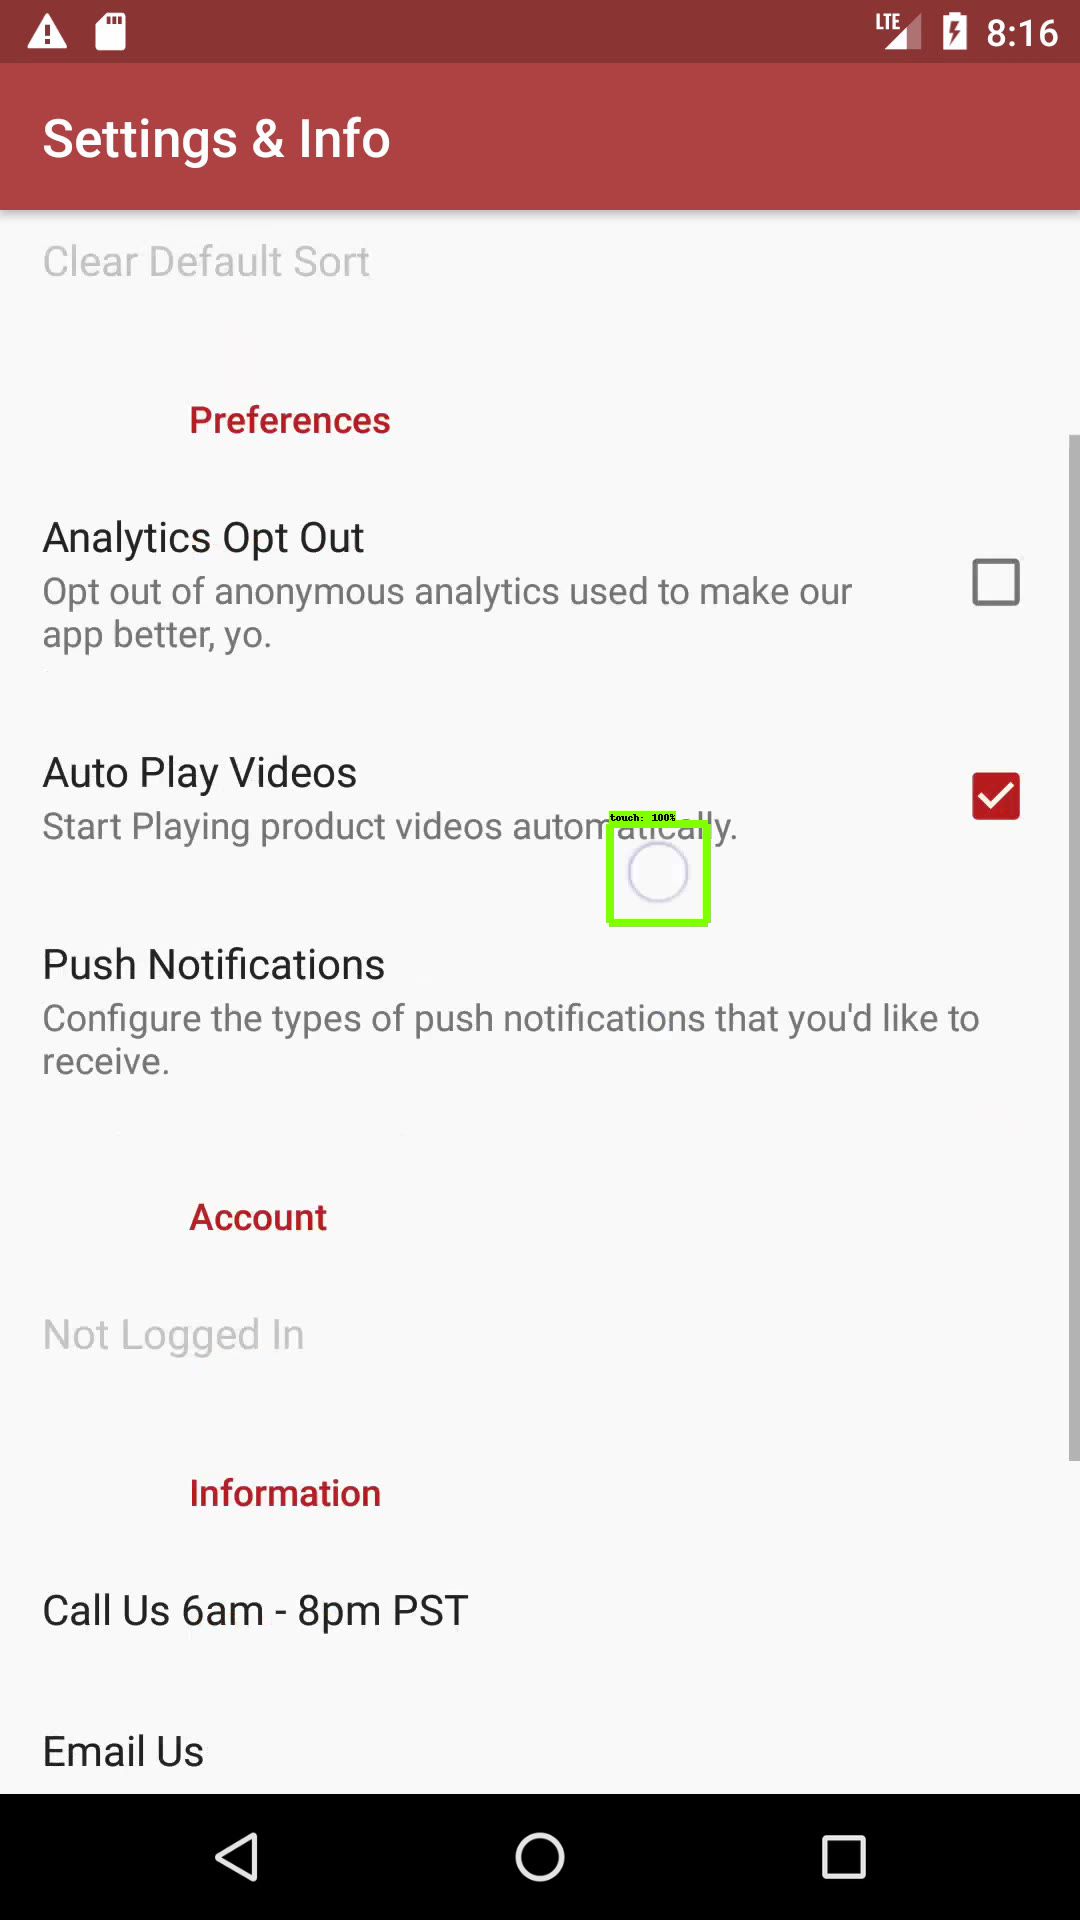 LTE 8:16
Settings & Info
Clear Default Sort
Preferences
Analytics Opt Out
Opt out of anonymous analytics used to make our
app better, yo.
Auto Play Videos
touch: 100%
Start Playing product videos automatically.
Push Notifications
Configure the types of push notifications that you'd like to
receive.
Account
Not Logged In
Information
Call Us 6am - 8pm PST
Email Us